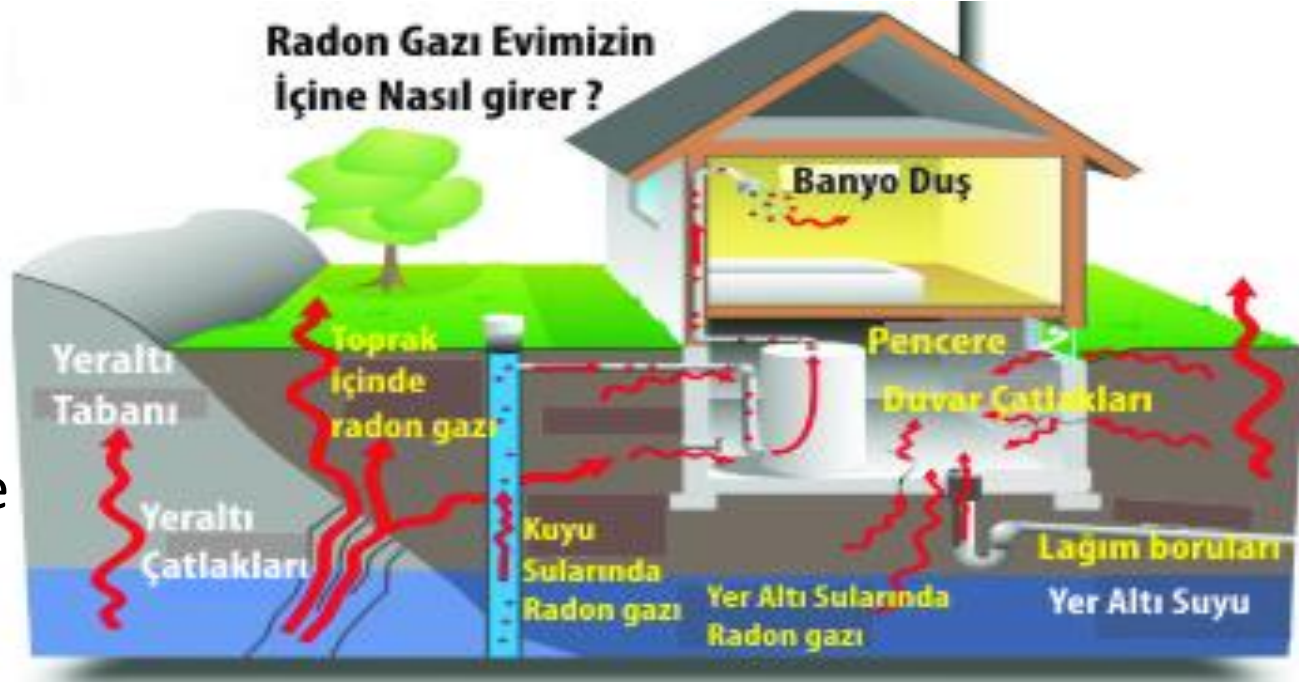 Radon Gazı Evimizin
İçine Nasıl girer ?
Banyo Duş
Yeraltı
Tabanı
Toprak
içinde
radon gazı
Pencere
Duvar Çatlakları
e
Yeraltı
Çatlakları
Kuyu
Sularında
Radon gazı
Yer Altı Sularında
Radon gazı
Lağım boruları
Yer Altı Suyu